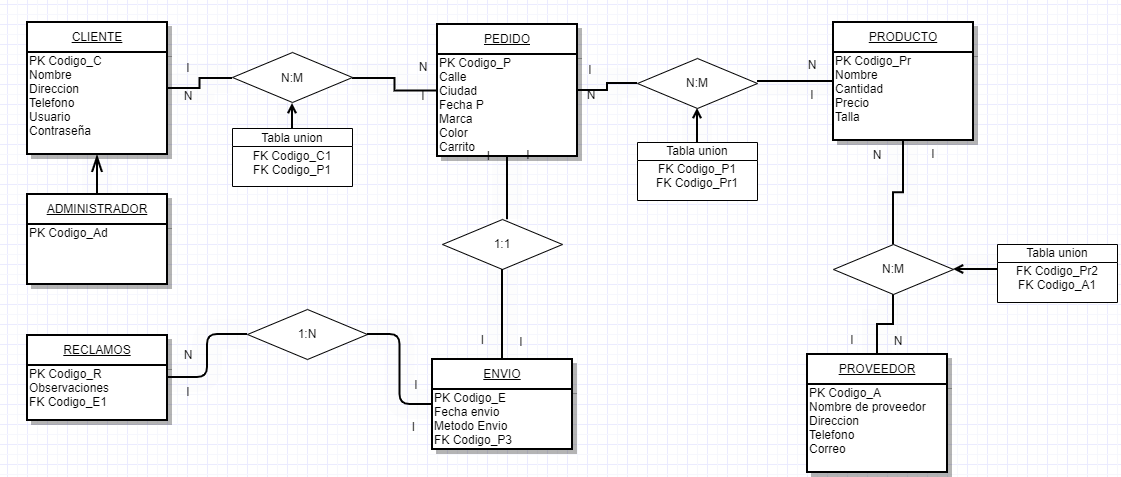 CLIENTE
PK Codigo_C
Nombre
Direccion
Telefono
Usuario
Contraseña
I
N
N:M
Tabla union
FK Codigo_C1
FK Codigo_P1
N
I
PEDIDO
PK Codigo_P
Calle
Ciudad
Fecha P
Marca
Color
Carrito
I I
I
N
N:M
Tabla union
FK Codigo_P1
FK Codigo_Pr1
N
I
PRODUCTO
PK Codigo_Pr
Nombre
Cantidad
Precio
Talla
N I
ADMINISTRADOR
PK Codigo_Ad
1:1
N:M
Tabla union
FK Codigo_Pr2
FK Codigo_A1
RECLAMOS
PK Codigo_R
Observaciones
FK Codigo_E1
N
I
1:N
I
I
I I
ENVIO
PK Codigo_E
Fecha envio
Metodo Envio
FK Codigo_P3
I N
PROVEEDOR
PK Codigo_A
Nombre de proveedor
Direccion
Telefono
Correo